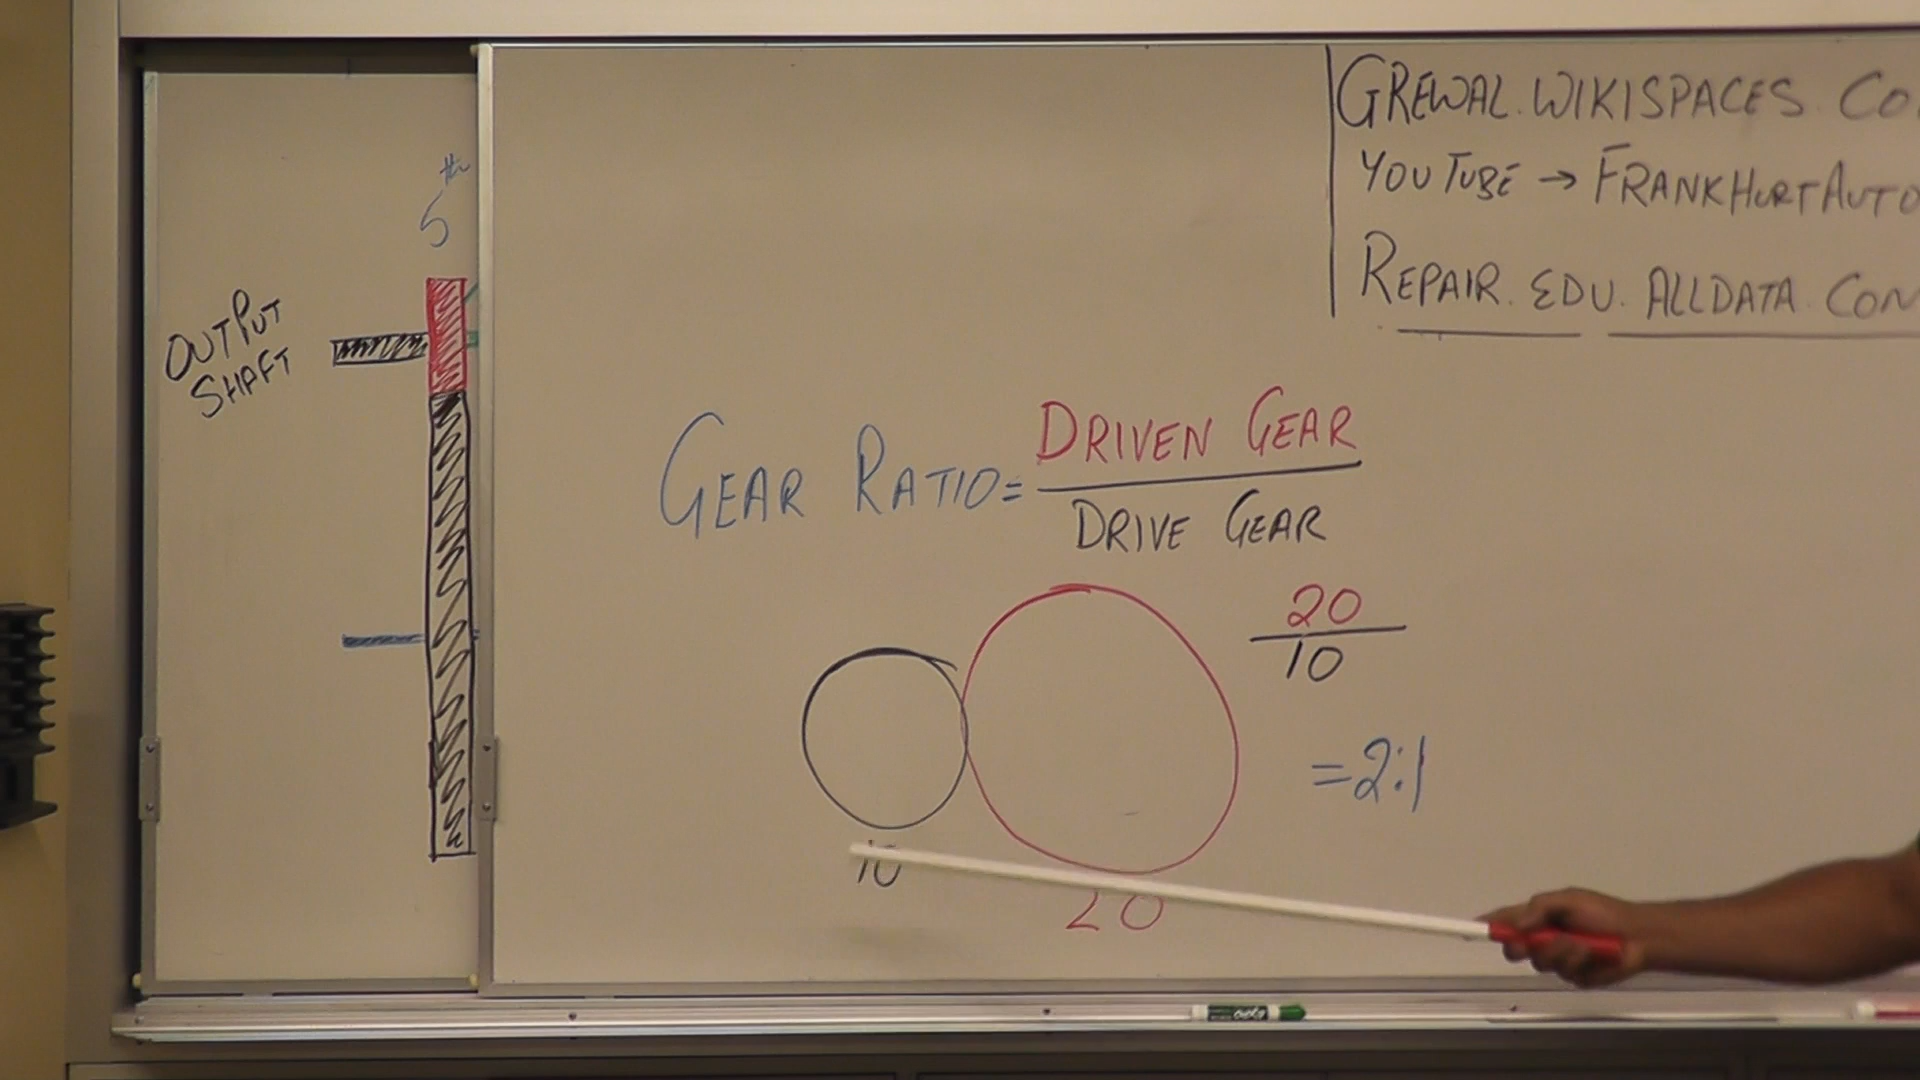 5th
OUTPUT
SHAFT
GREWAL.WIKISPACES.CO
YOUTUBE → FRANKHURTAUTO
REPAIR.EDU.ALLDATA.COM
GEAR RATIO = DRIVEN GEAR
DRIVE GEAR
20
10
= 2:1
10
20